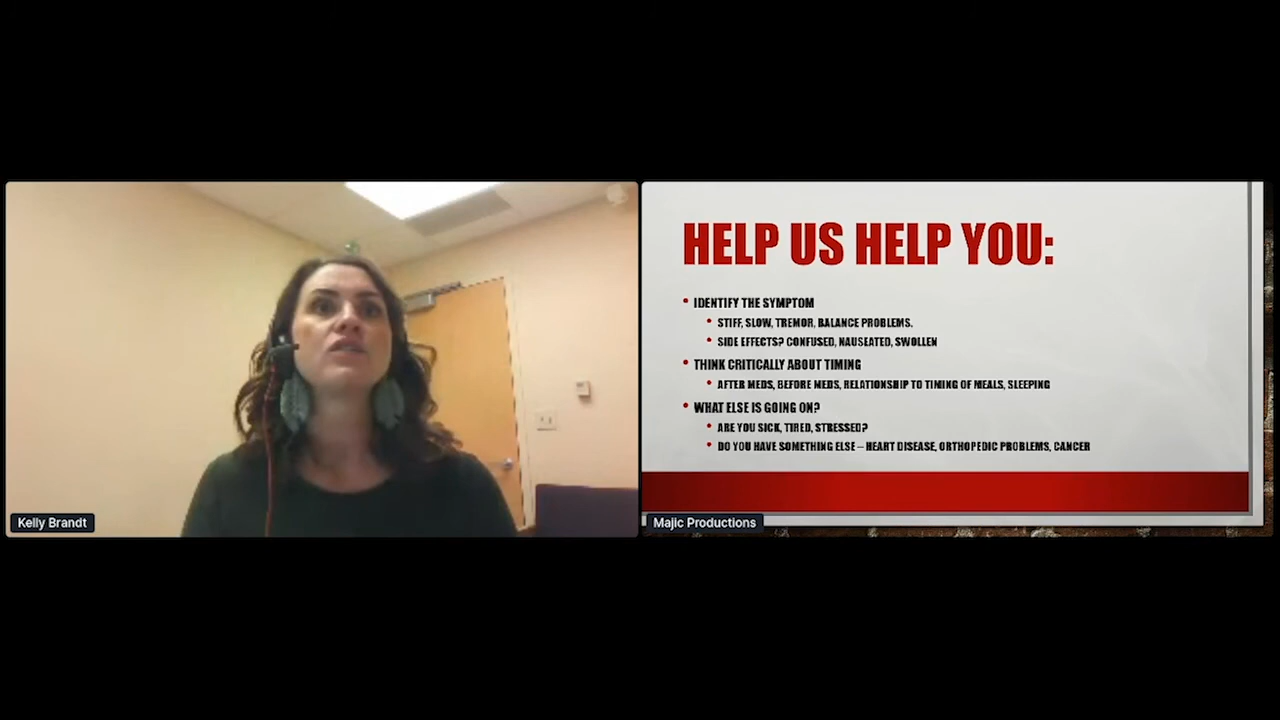 HELP US HELP YOU:
• IDENTIFY THE SYMPTOM
• STIFF, SLOW, TREMOR, BALANCE PROBLEMS.
• SIDE EFFECTS? CONFUSED, NAUSEATED, SWOLLEN
• THINK CRITICALLY ABOUT TIMING
• AFTER MEDS, BEFORE MEDS, RELATIONSHIP TO TIMING OF MEALS, SLEEPING
• WHAT ELSE IS GOING ON?
• ARE YOU SICK, TIRED, STRESSED?
• DO YOU HAVE SOMETHING ELSE – HEART DISEASE, ORTHOPEDIC PROBLEMS, CANCER
Kelly Brandt
Majic Productions